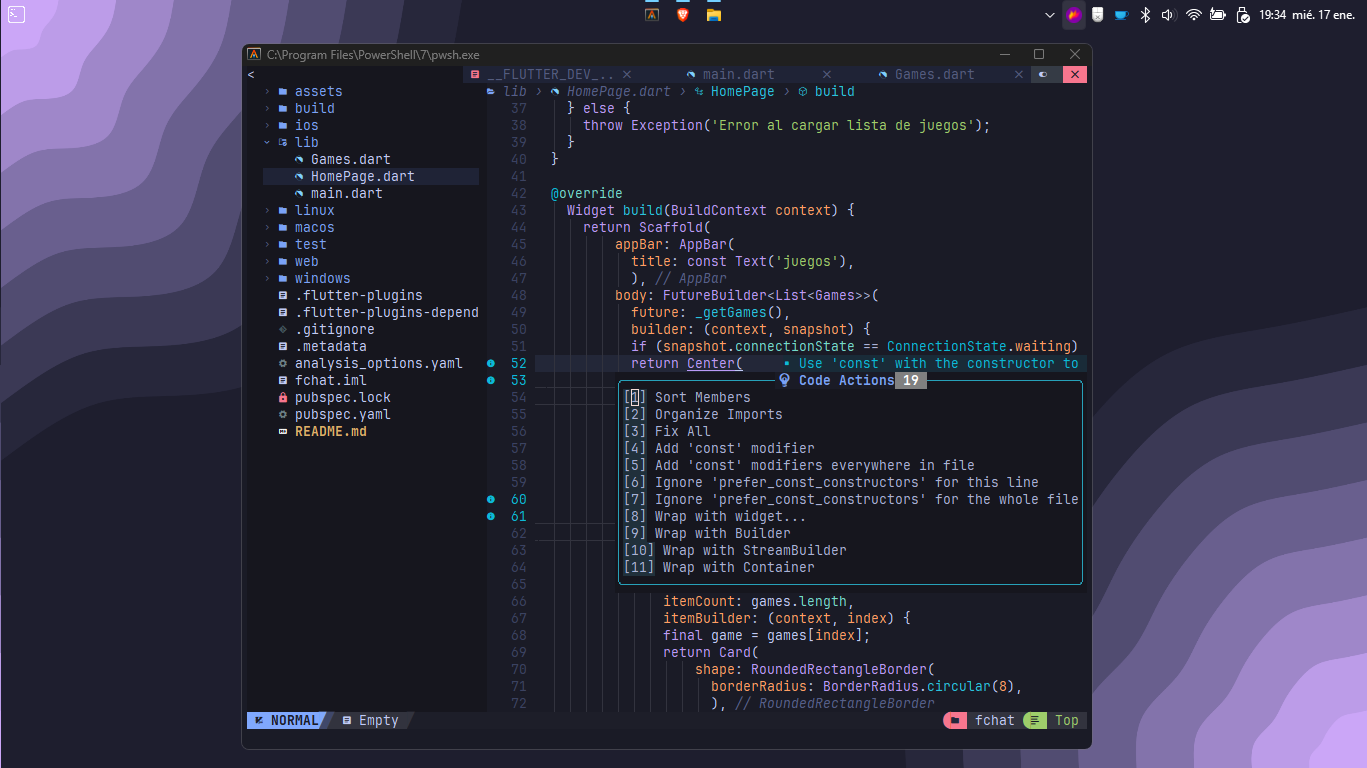 19:34 mié. 17 ene.
C:\Program Files\PowerShell\7\pwsh.exe
<
__FLUTTER_DEV_.. × main.dart × Games.dart ×
lib > HomePage.dart > HomePage > build
assets
build
ios
lib
Games.dart
HomePage.dart
main.dart
linux
macos
test
web
windows
.flutter-plugins
.flutter-plugins-depend
.gitignore
.metadata
analysis_options.yaml
fchat.iml
pubspec.lock
pubspec.yaml
README.md
37 } else {
38 throw Exception('Error al cargar lista de juegos');
39 }
40 }
41
42 @override
43 Widget build(BuildContext context) {
44 return Scaffold(
45 appBar: AppBar(
46 title: const Text('juegos'),
47 ), // AppBar
48 body: FutureBuilder<List<Games>>(
49 future: _getGames(),
50 builder: (context, snapshot) {
51 if (snapshot.connectionState == ConnectionState.waiting)
52 return Center( ▪ Use 'const' with the constructor to
53
Code Actions 19
54
55
56
57
58
59
60
61
62
63
64
65
[1] Sort Members
[2] Organize Imports
[3] Fix All
[4] Add 'const' modifier
[5] Add 'const' modifiers everywhere in file
[6] Ignore 'prefer_const_constructors' for this line
[7] Ignore 'prefer_const_constructors' for the whole file
[8] Wrap with widget...
[9] Wrap with Builder
[10] Wrap with StreamBuilder
[11] Wrap with Container
66 itemCount: games.length,
67 itemBuilder: (context, index) {
68 final game = games[index];
69 return Card(
70 shape: RoundedRectangleBorder(
71 borderRadius: BorderRadius.circular(8),
72 ), // RoundedRectangleBorder
NORMAL Empty fchat Top